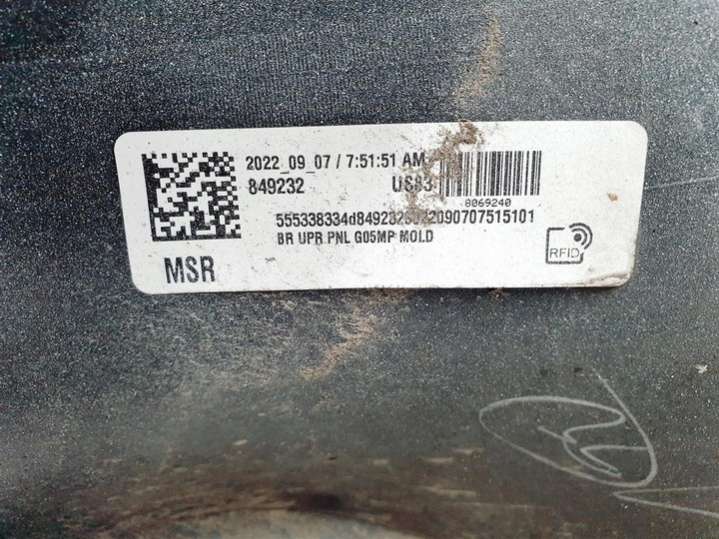 2022_09_07 / 7:51:51 AM
849232
8069240
BR UPR PNL G05MP MOLD
MSR
RFID